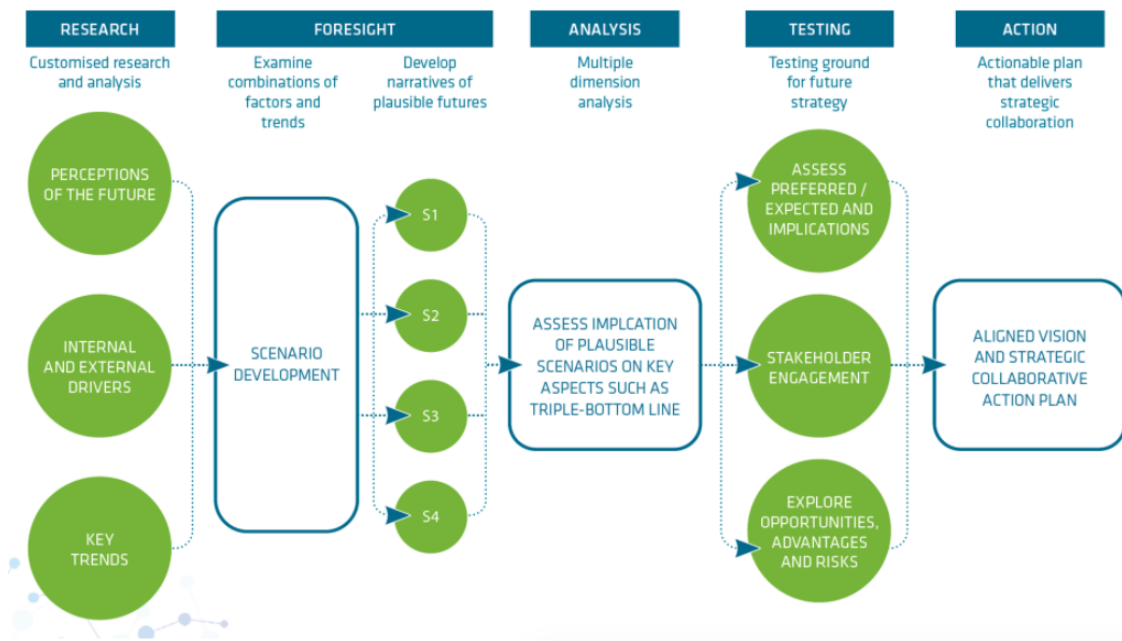 RESEARCH
FORESIGHT
ANALYSIS
TESTING
ACTION
Customised research
and analysis
Examine
combinations of
factors and
trends
Develop
narratives of
plausible futures
Multiple
dimension
analysis
Testing ground
for future
strategy
Actionable plan
that delivers
strategic
collaboration
PERCEPTIONS
OF THE FUTURE
INTERNAL
AND EXTERNAL
DRIVERS
KEY
TRENDS
SCENARIO
DEVELOPMENT
S1
S2
S3
S4
ASSESS IMPLCATION
OF PLAUSIBLE
SCENARIOS ON KEY
ASPECTS SUCH AS
TRIPLE-BOTTOM LINE
ASSESS
PREFERRED /
EXPECTED AND
IMPLICATIONS
STAKEHOLDER
ENGAGEMENT
EXPLORE
OPPORTUNITIES,
ADVANTAGES
AND RISKS
ALIGNED VISION
AND STRATEGIC
COLLABORATIVE
ACTION PLAN